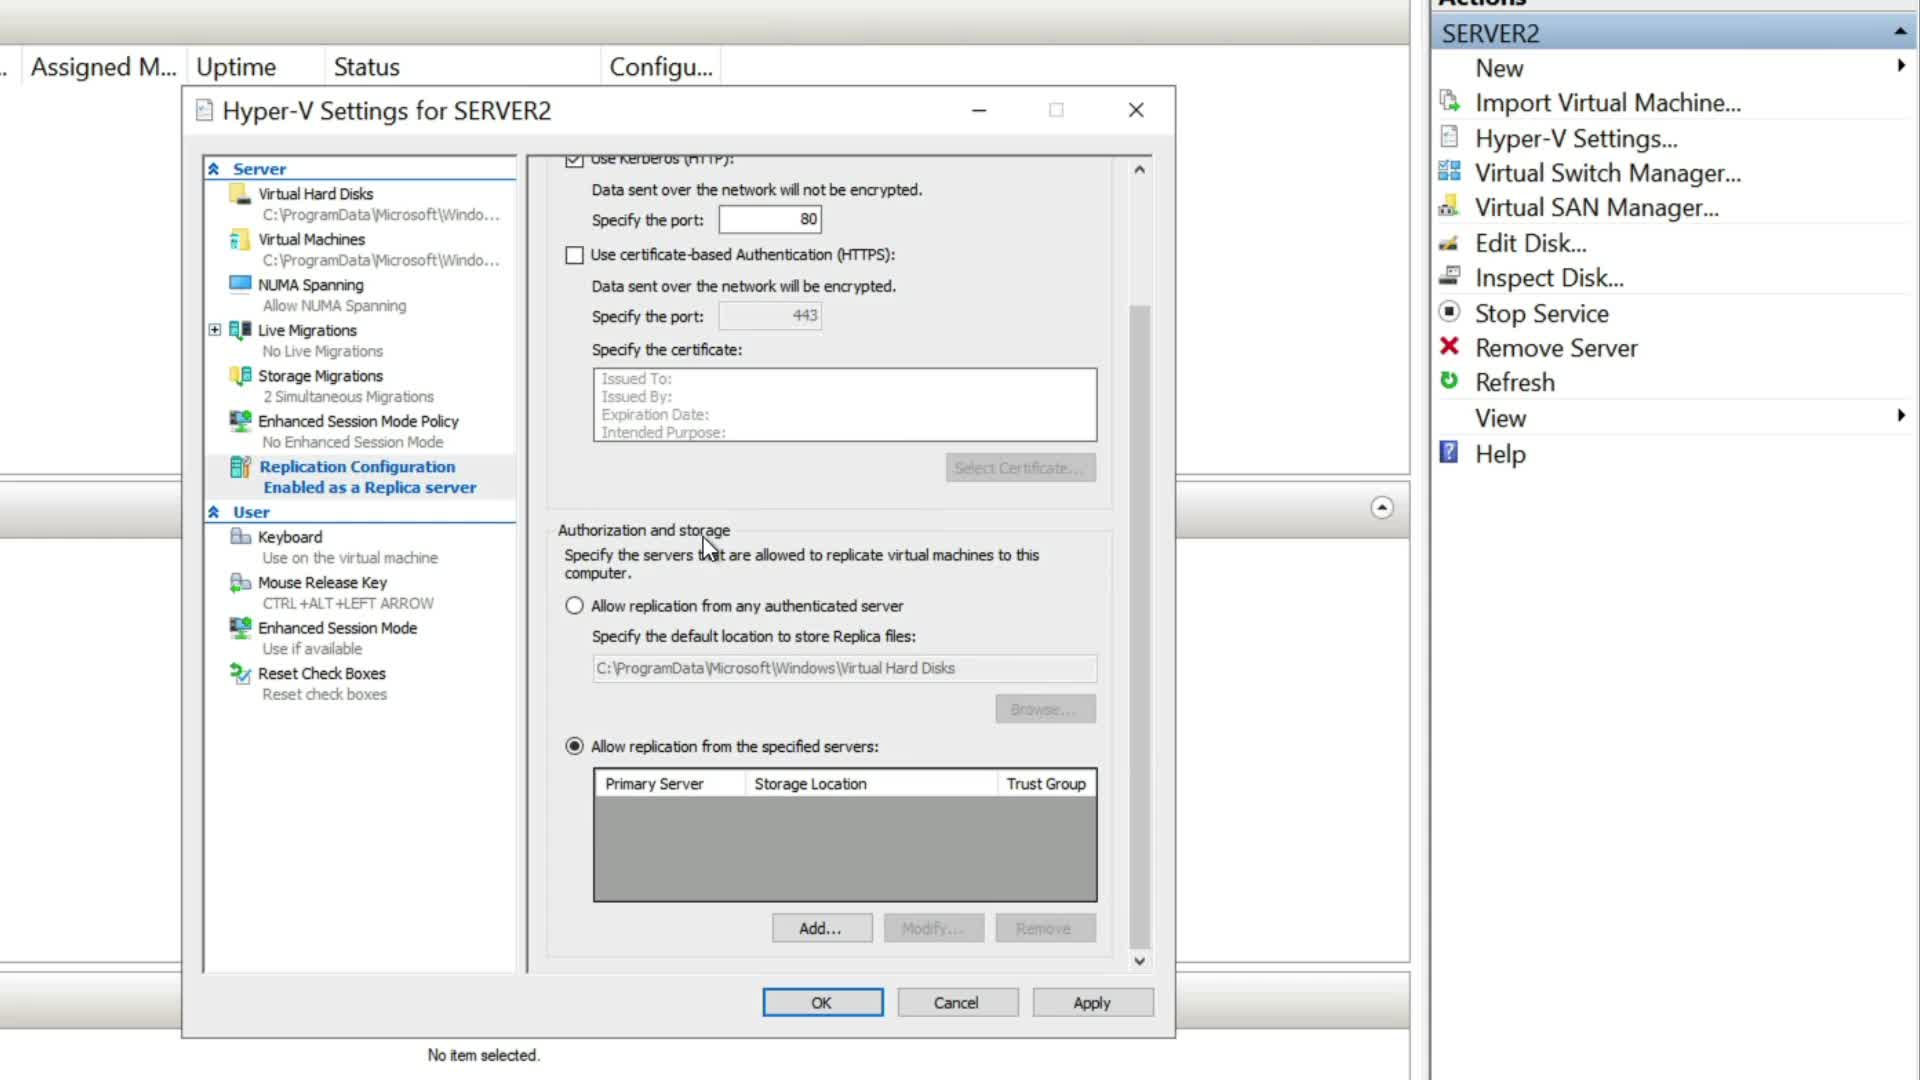 Actions
SERVER2
New
Import Virtual Machine...
Hyper-V Settings...
Virtual Switch Manager...
Virtual SAN Manager...
Edit Disk...
Inspect Disk...
Stop Service
Remove Server
Refresh
View
Help
... Assigned M... Uptime Status Configu...
Hyper-V Settings for SERVER2
Server
Virtual Hard Disks
C:\ProgramData\Microsoft\Windo...
Virtual Machines
C:\ProgramData\Microsoft\Windo...
NUMA Spanning
Allow NUMA Spanning
Live Migrations
No Live Migrations
Storage Migrations
2 Simultaneous Migrations
Enhanced Session Mode Policy
No Enhanced Session Mode
Replication Configuration
Enabled as a Replica server
User
Keyboard
Use on the virtual machine
Mouse Release Key
CTRL+ALT+LEFT ARROW
Enhanced Session Mode
Use if available
Reset Check Boxes
Reset check boxes
Use Kerberos (HTTP):
Data sent over the network will not be encrypted.
Specify the port: 80
Use certificate-based Authentication (HTTPS):
Data sent over the network will be encrypted.
Specify the port: 443
Specify the certificate:
Issued To:
Issued By:
Expiration Date:
Intended Purpose:
Select Certificate...
Authorization and storage
Specify the servers that are allowed to replicate virtual machines to this
computer.
Allow replication from any authenticated server
Specify the default location to store Replica files:
C:\ProgramData\Microsoft\Windows\Virtual Hard Disks
Browse...
Allow replication from the specified servers:
Primary Server Storage Location Trust Group
Add... Modify... Remove
OK Cancel Apply
No item selected.